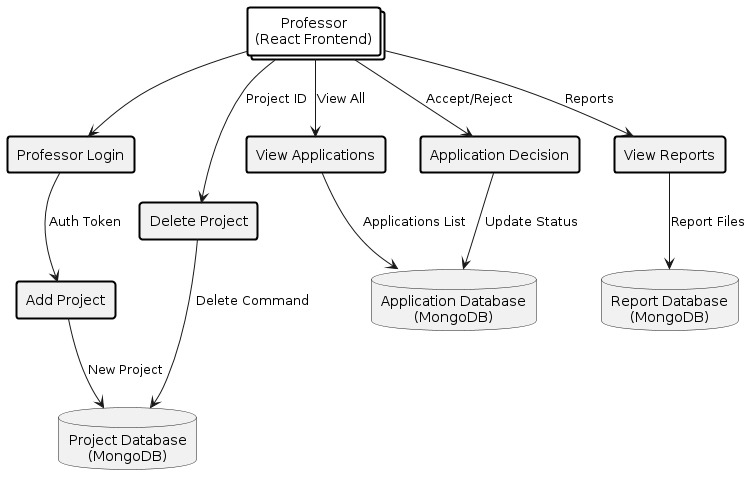 Professor
(React Frontend)
Project ID
View All
Accept/Reject
Reports
Professor Login
View Applications
Application Decision
View Reports
Auth Token
Delete Project
Applications List
Update Status
Report Files
Add Project
Delete Command
Application Database
(MongoDB)
Report Database
(MongoDB)
New Project
Project Database
(MongoDB)